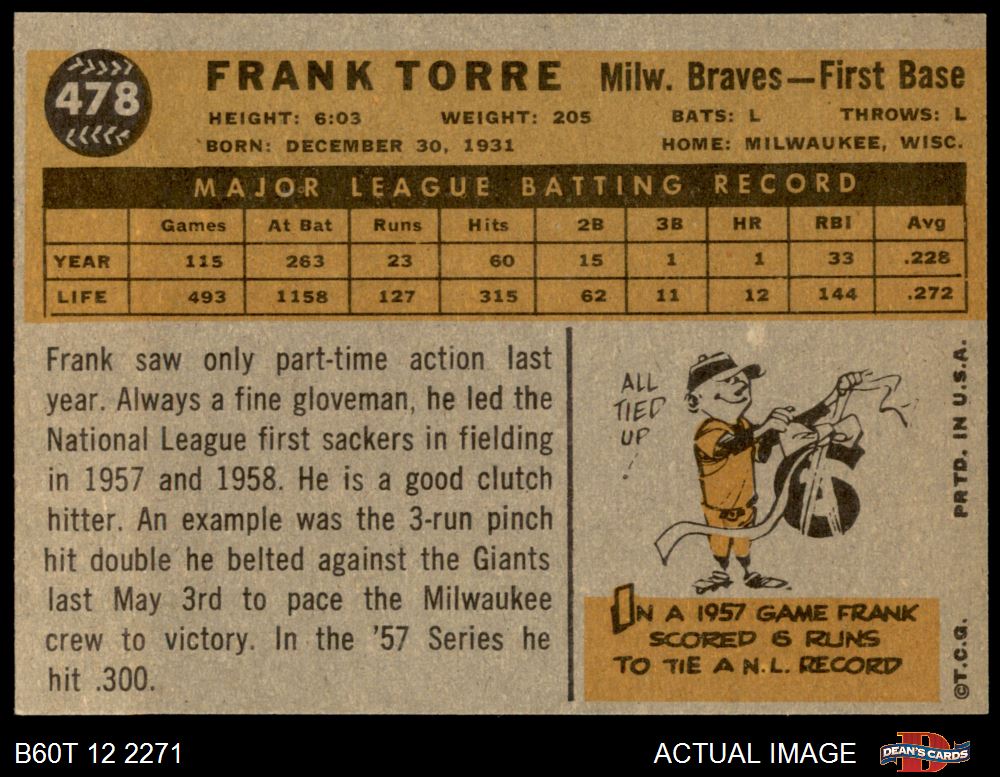 478
FRANK TORRE Milw. Braves—First Base
HEIGHT: 6:03 WEIGHT: 205 BATS: L THROWS: L
BORN: DECEMBER 30, 1931 HOME: MILWAUKEE, WISC.
MAJOR LEAGUE BATTING RECORD
Games At Bat Runs Hits 2B 3B HR RBI Avg
YEAR 115 263 23 60 15 1 1 33 .228
LIFE 493 1158 127 315 62 11 12 144 .272
Frank saw only part-time action last
year. Always a fine gloveman, he led the
National League first sackers in fielding
in 1957 and 1958. He is a good clutch
hitter. An example was the 3-run pinch
hit double he belted against the Giants
last May 3rd to pace the Milwaukee
crew to victory. In the '57 Series he
hit .300.
ALL
TIED
UP
!
6
IN A 1957 GAME FRANK
SCORED 6 RUNS
TO TIE A N.L. RECORD
©T.C.G. PRTD. IN U.S.A.
B60T 12 2271
ACTUAL IMAGE
DEAN'S CARDS